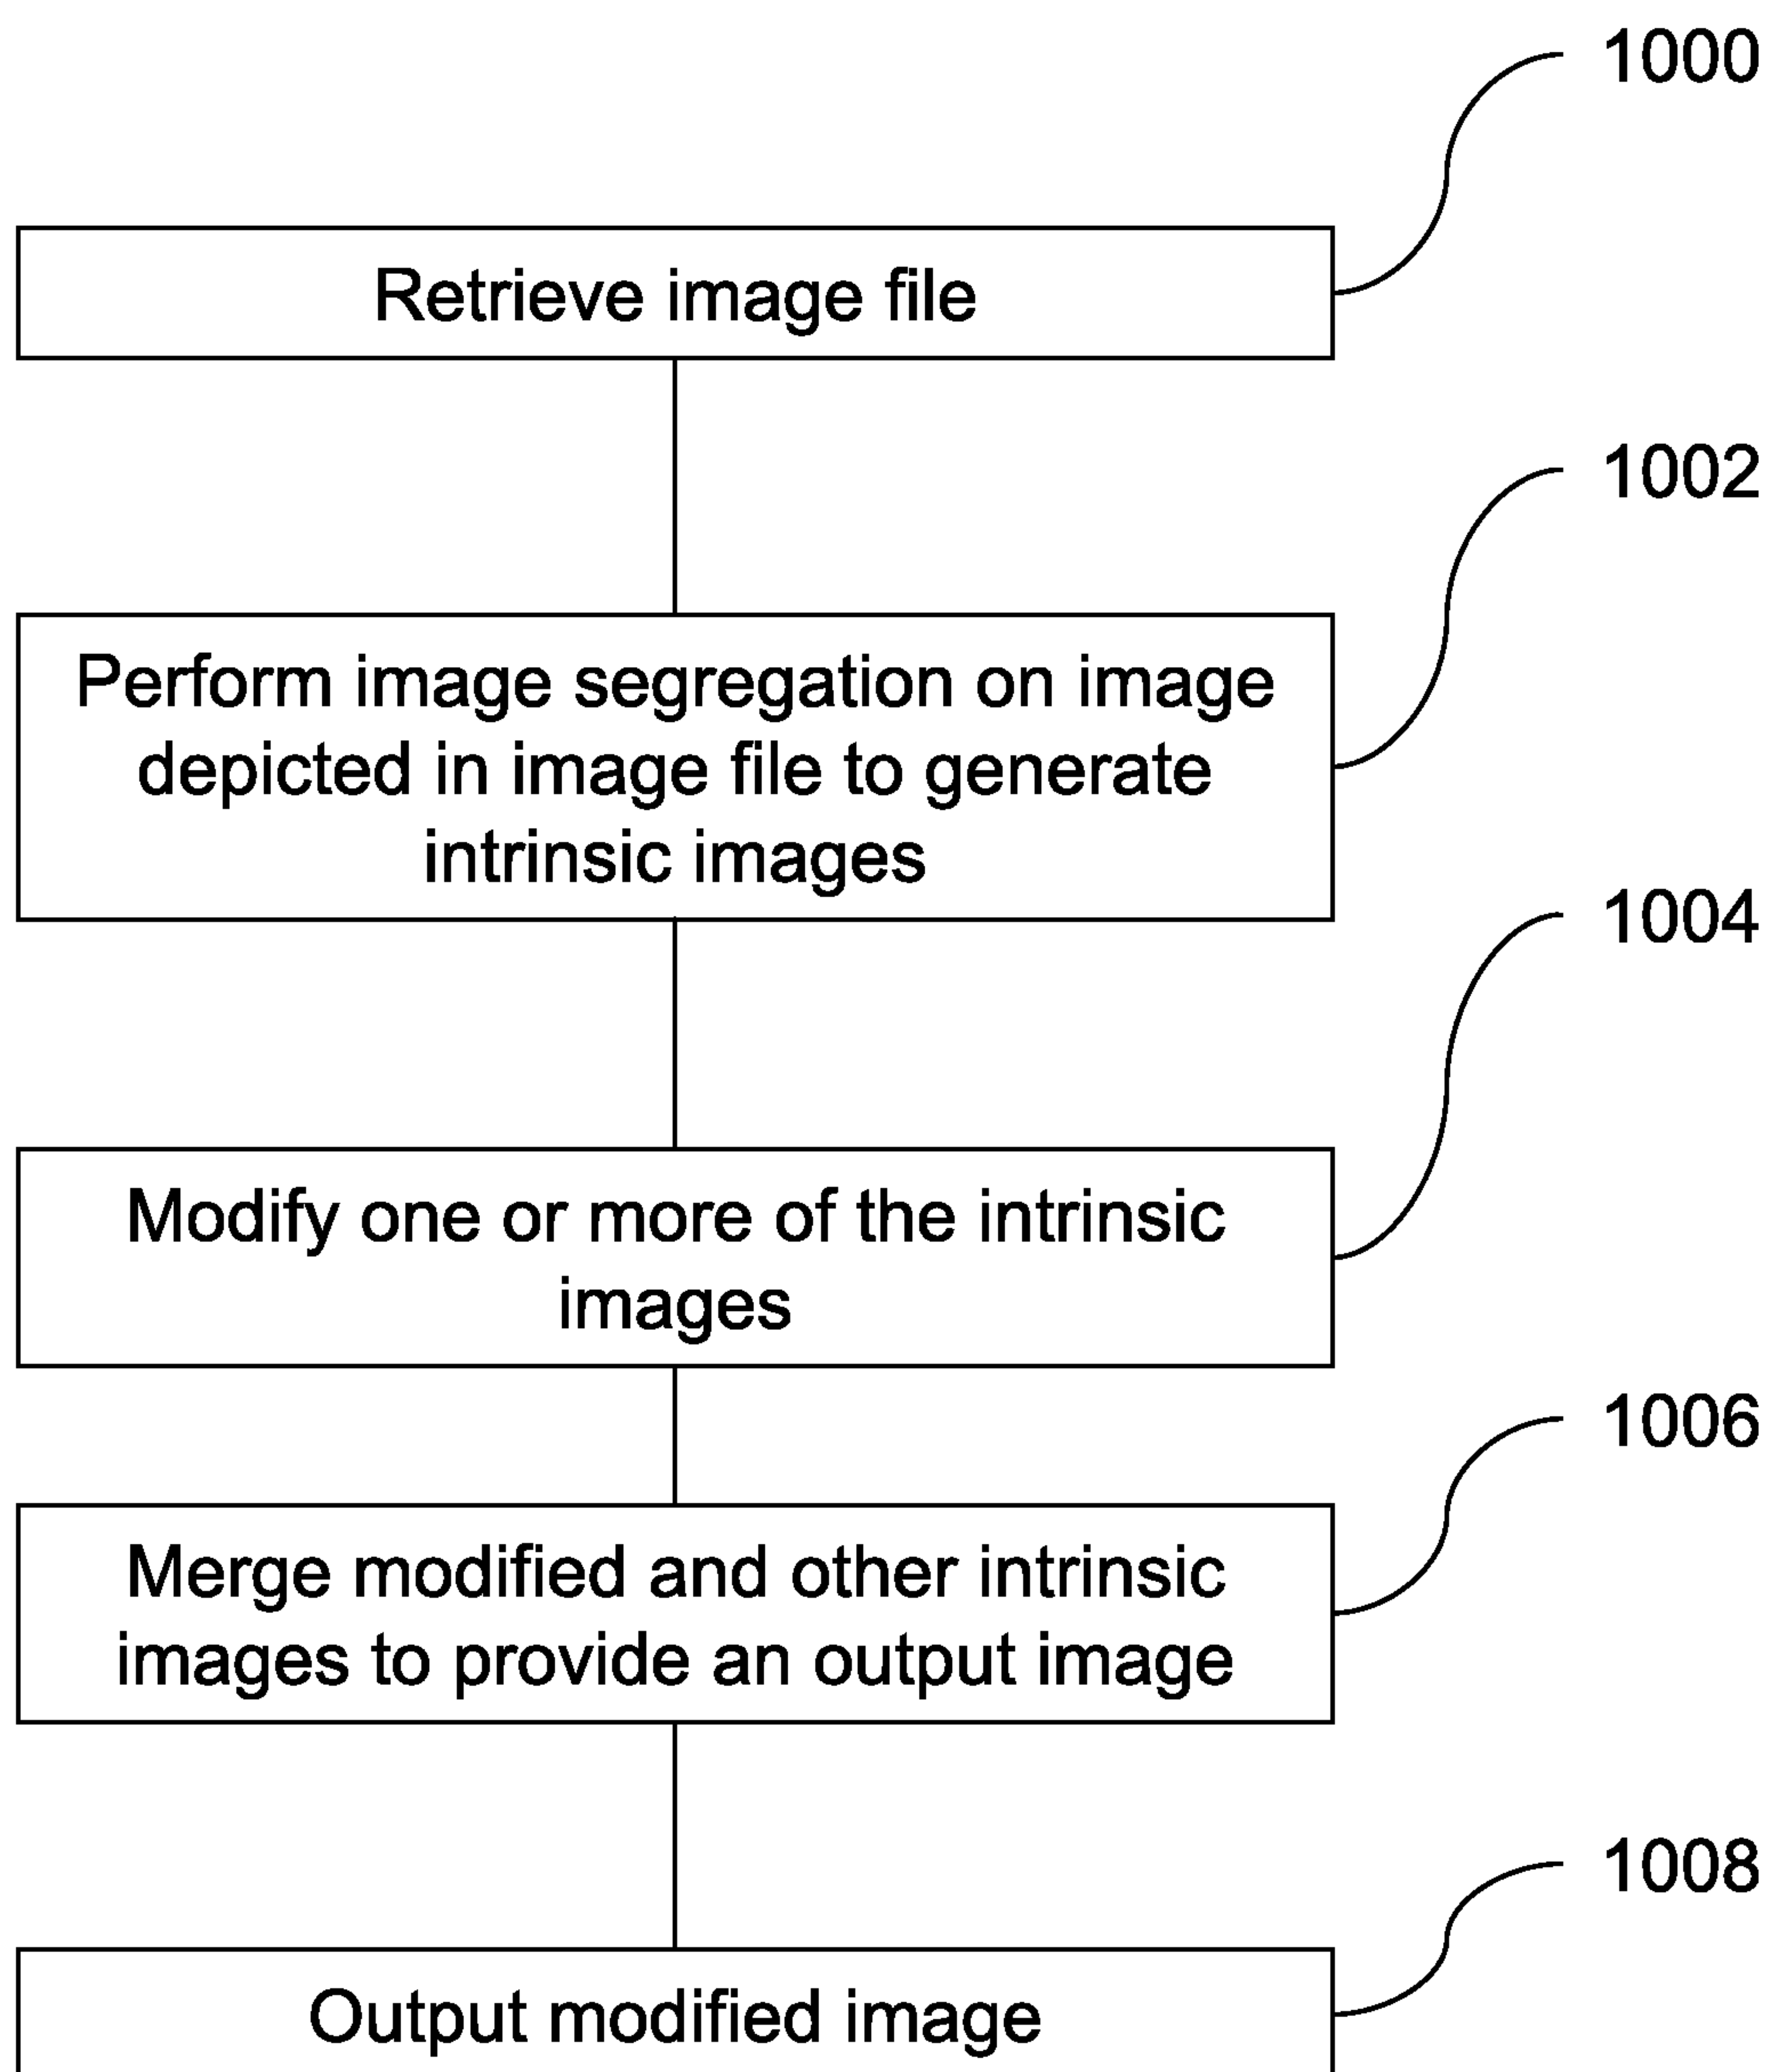 1000
Retrieve image file
1002
Perform image segregation on image
depicted in image file to generate
intrinsic images
1004
Modify one or more of the intrinsic
images
1006
Merge modified and other intrinsic
images to provide an output image
1008
Output modified image